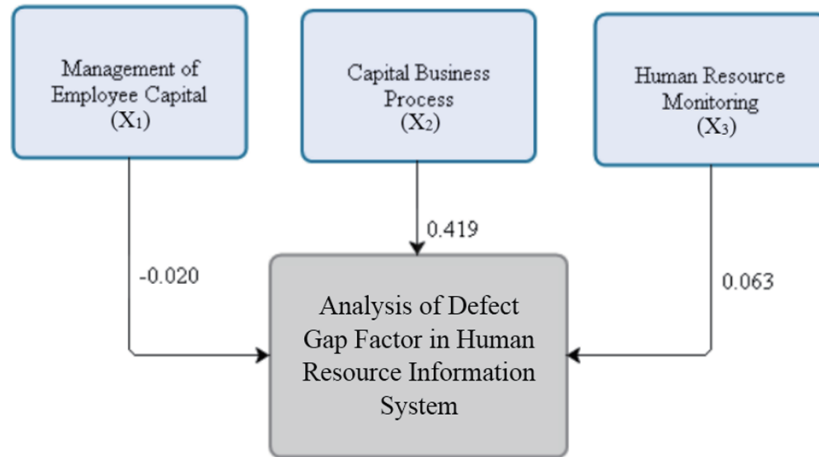 Management of
Employee Capital
(X₁)
Capital Business
Process
(X₂)
Human Resource
Monitoring
(X₃)
0.419
-0.020
0.063
Analysis of Defect
Gap Factor in Human
Resource Information
System